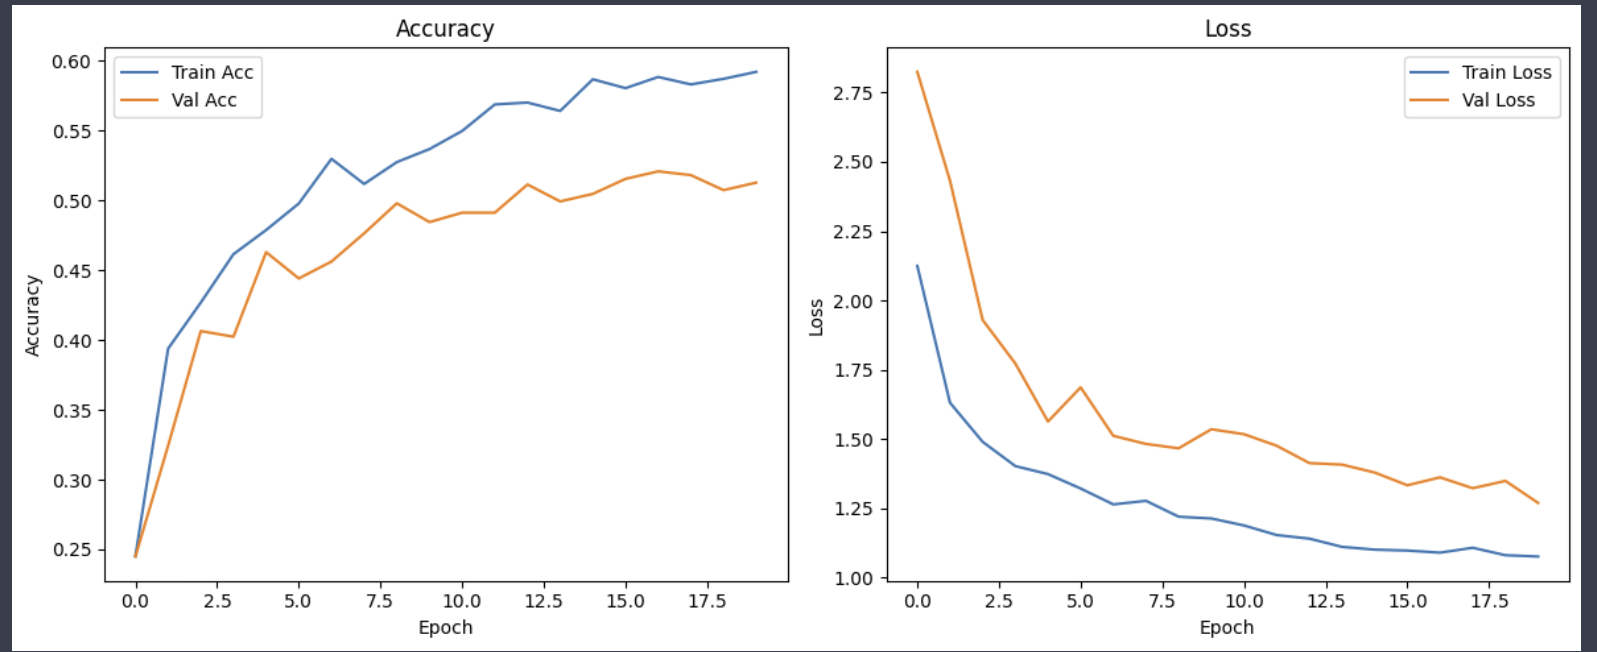 Accuracy
Train Acc
Val Acc
0.60
0.55
0.50
0.45
0.40
0.35
0.30
0.25
Accuracy
0.0 2.5 5.0 7.5 10.0 12.5 15.0 17.5
Epoch
Loss
Train Loss
Val Loss
2.75
2.50
2.25
2.00
1.75
1.50
1.25
1.00
Loss
0.0 2.5 5.0 7.5 10.0 12.5 15.0 17.5
Epoch